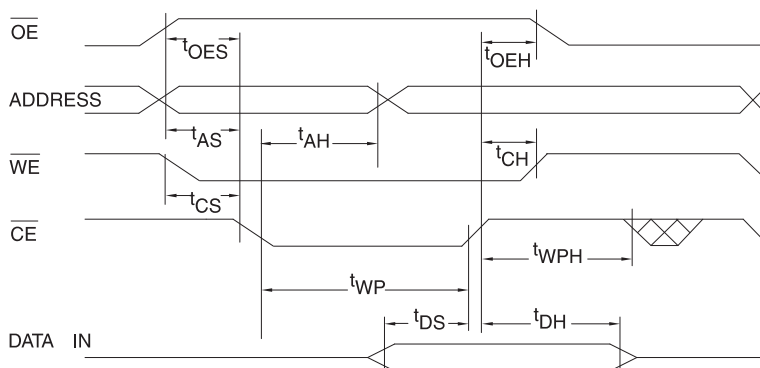 OE
tOES
tOEH
ADDRESS
tAS
tAH
tCH
WE
tCS
CE
tWPH
tWP
tDS
tDH
DATA IN